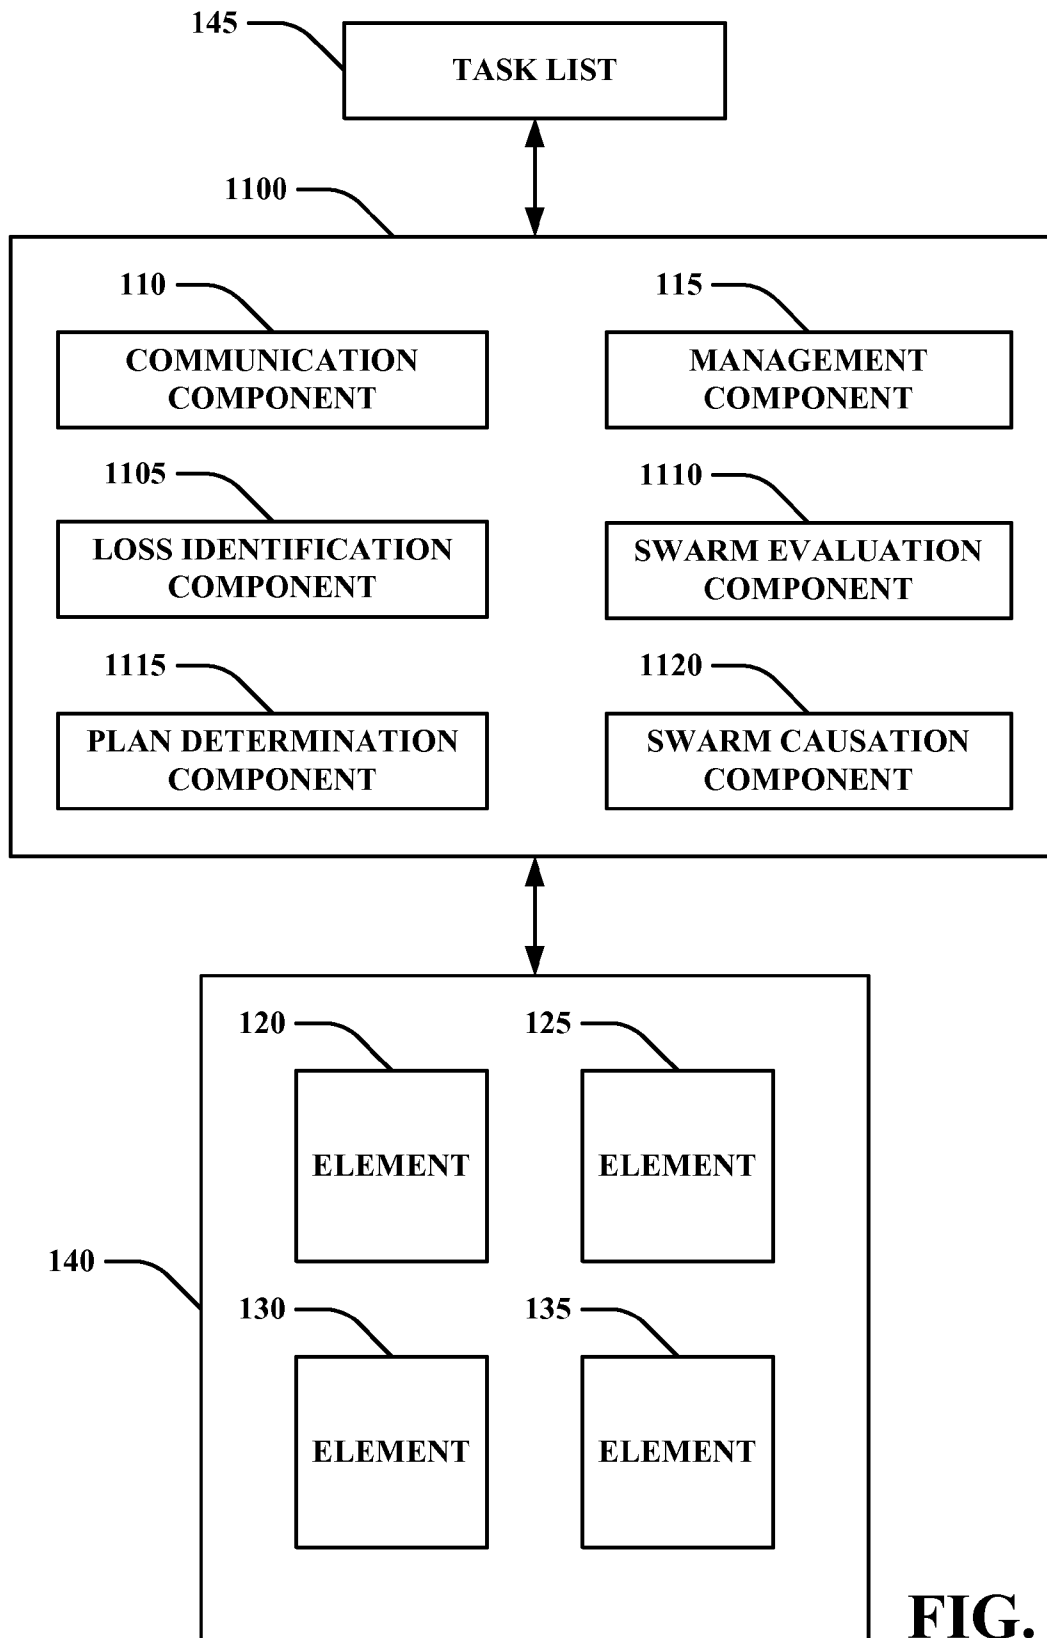 145
TASK LIST
1100
110
115
COMMUNICATION
COMPONENT
MANAGEMENT
COMPONENT
1105
1110
LOSS IDENTIFICATION
COMPONENT
SWARM EVALUATION
COMPONENT
1115
1120
PLAN DETERMINATION
COMPONENT
SWARM CAUSATION
COMPONENT
120
125
ELEMENT
ELEMENT
140
130
135
ELEMENT
ELEMENT
FIG.